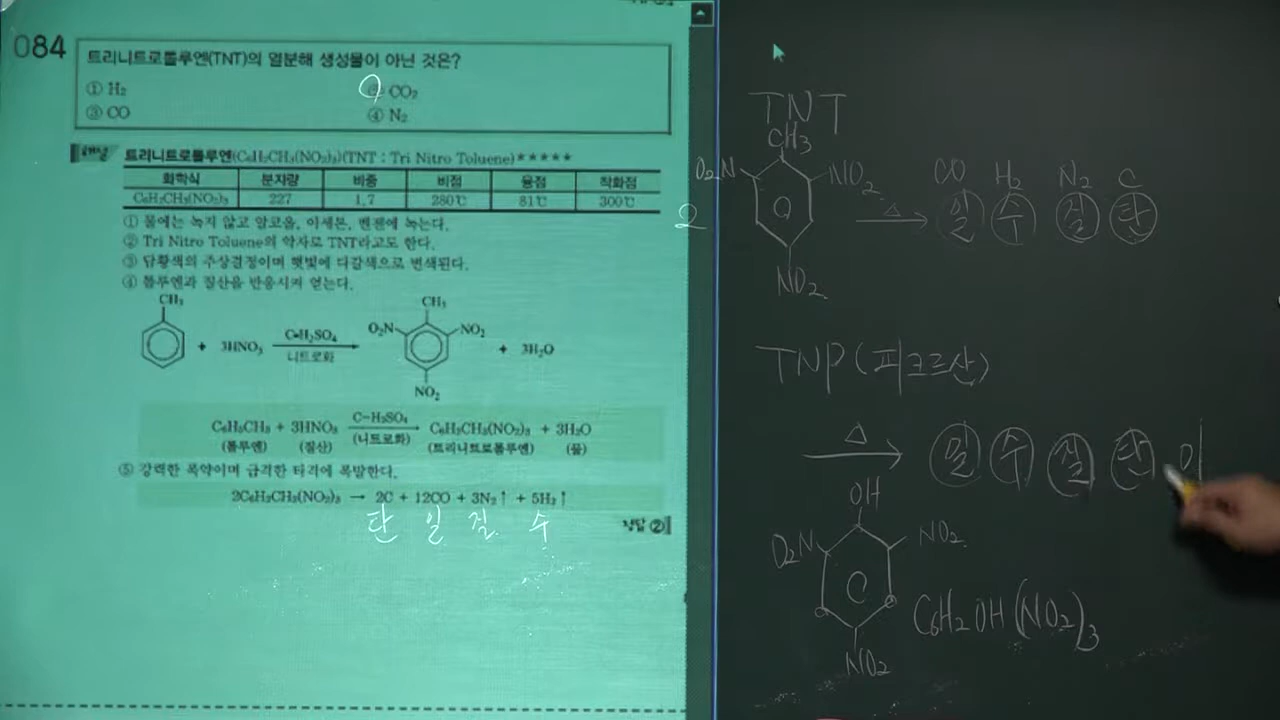 084
트리니트로톨루엔(TNT)의 열분해 생성물이 아닌 것은?
① H₂
② CO₂
③ CO
④ N₂
해설
트리니트로톨루엔(C₆H₂CH₃(NO₂)₃)(TNT : Tri Nitro Toluene)★★★★★
화학식 분자량 비중 비점 융점 착화점
C₆H₂CH₃(NO₂)₃ 227 1.7 280℃ 81℃ 300℃
① 물에는 녹지 않고 알코올, 아세톤, 벤젠에 녹는다.
② Tri Nitro Toluene의 약자로 TNT라고도 한다.
③ 담황색의 주상결정이며 햇빛에 다갈색으로 변색된다.
④ 톨루엔과 질산을 반응시켜 얻는다.
CH₃
+ 3HNO₃
C-H₂SO₄
니트로화
CH₃
O₂N
NO₂
NO₂
+ 3H₂O
C₆H₅CH₃ + 3HNO₃ C-H₂SO₄ C₆H₂CH₃(NO₂)₃ + 3H₂O
(톨루엔) (질산) (니트로화) (트리니트로톨루엔) (물)
⑤ 강력한 폭약이며 급격한 타격에 폭발한다.
2C₆H₂CH₃(NO₂)₃ → 2C + 12CO + 3N₂↑ + 5H₂↑
탄 일 질 수
정답 ②
TNT
CH₃
O₂N
NO₂
NO₂
2
△
CO H₂ N₂ C
일 수 질 탄
TNP (피크르산)
△
일 수 질 탄 이
OH
O₂N
NO₂
NO₂
C₆H₂OH(NO₂)₃